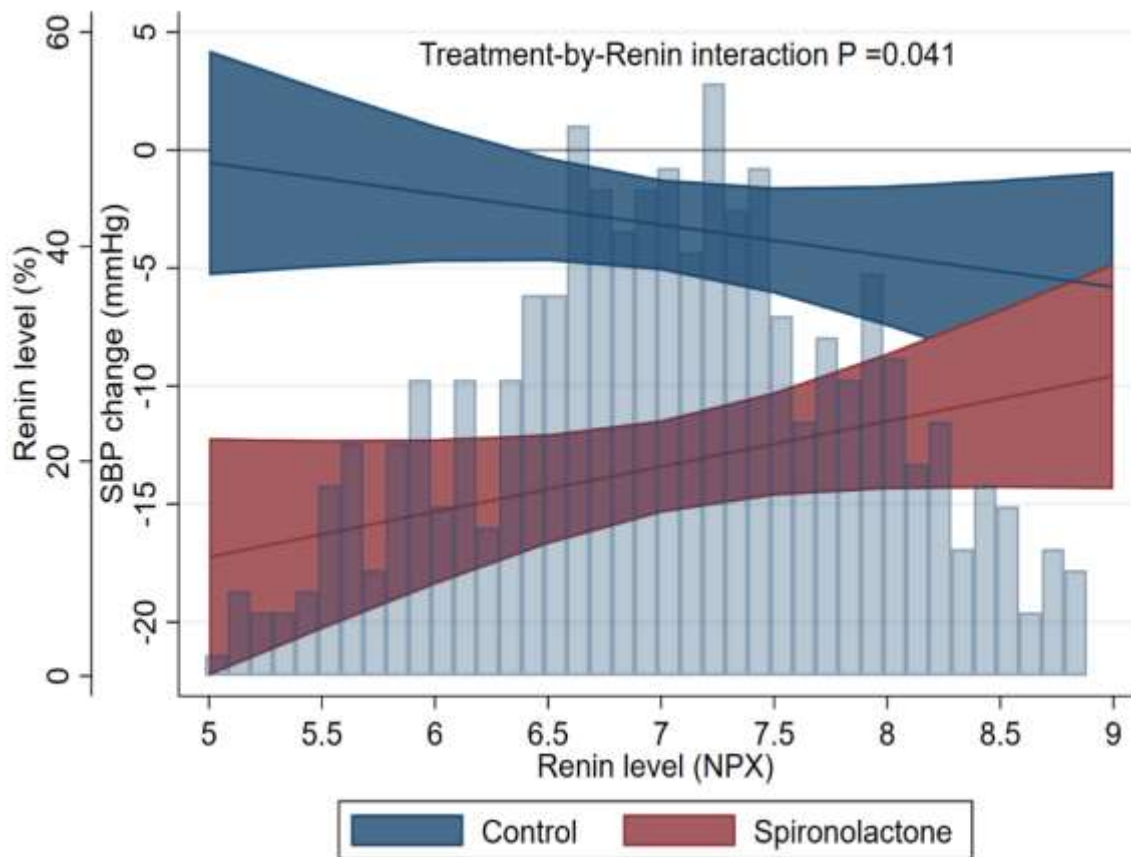 Treatment-by-Renin interaction P =0.041
Renin level (%)
60
40
20
0
SBP change (mmHg)
5
0
-5
-10
-15
-20
5 5.5 6 6.5 7 7.5 8 8.5 9
Renin level (NPX)
Control Spironolactone